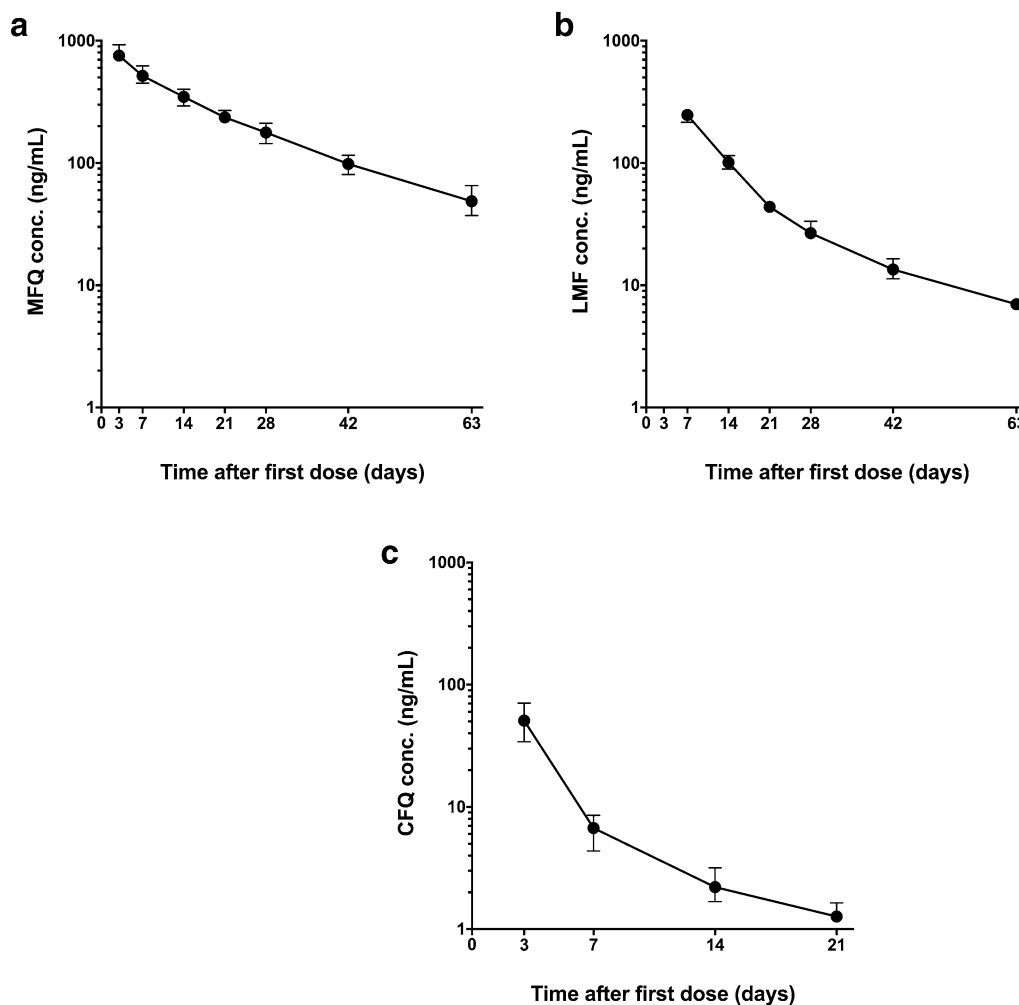 a
1000
100
10
1
MFQ conc. (ng/mL)
0 3 7 14 21 28 42 63
Time after first dose (days)
b
1000
100
10
1
LMF conc. (ng/mL)
0 3 7 14 21 28 42 63
Time after first dose (days)
c
1000
100
10
1
CFQ conc. (ng/mL)
0 3 7 14 21
Time after first dose (days)